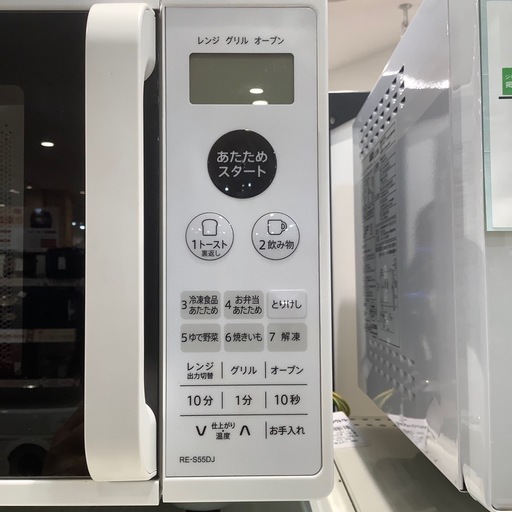 レンジ グリル オープン
あたため
スタート
1トースト
裏返し
2飲み物
3冷凍食品あたため
4お弁当あたため
とりけし
5ゆで野菜
6焼きいも
7 解凍
レンジ
出力切替
グリル
オーブン
10分
1分
10秒
仕上がり
温度
お手入れ
RE-S55DJ